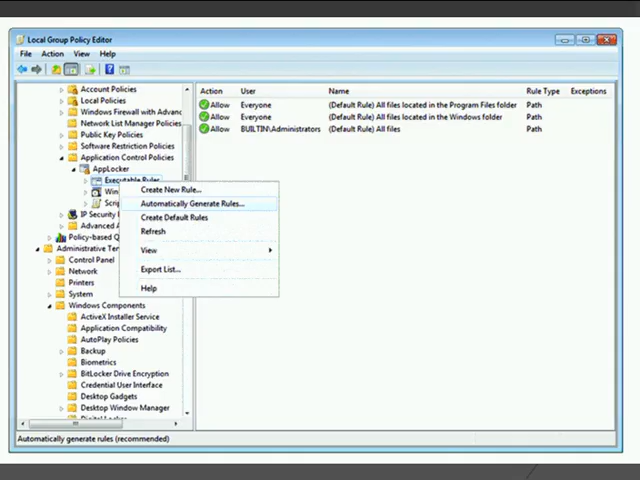 Local Group Policy Editor
File Action View Help
Account Policies
Local Policies
Windows Firewall with Advanc
Network List Manager Policies
Public Key Policies
Software Restriction Policies
Application Control Policies
AppLocker
Executable Rules
Win
Scri
IP Security
Advanced A
Policy-based Q
Administrative Tem
Control Panel
Network
Printers
System
Windows Components
ActiveX Installer Service
Application Compatibility
AutoPlay Policies
Backup
Biometrics
BitLocker Drive Encryption
Credential User Interface
Desktop Gadgets
Desktop Window Manager
Create New Rule...
Automatically Generate Rules...
Create Default Rules
Refresh
View
Export List...
Help
Action User Name Rule Type Exceptions
Allow Everyone (Default Rule) All files located in the Program Files folder Path
Allow Everyone (Default Rule) All files located in the Windows folder Path
Allow BUILTIN\Administrators (Default Rule) All files Path
Automatically generate rules (recommended)